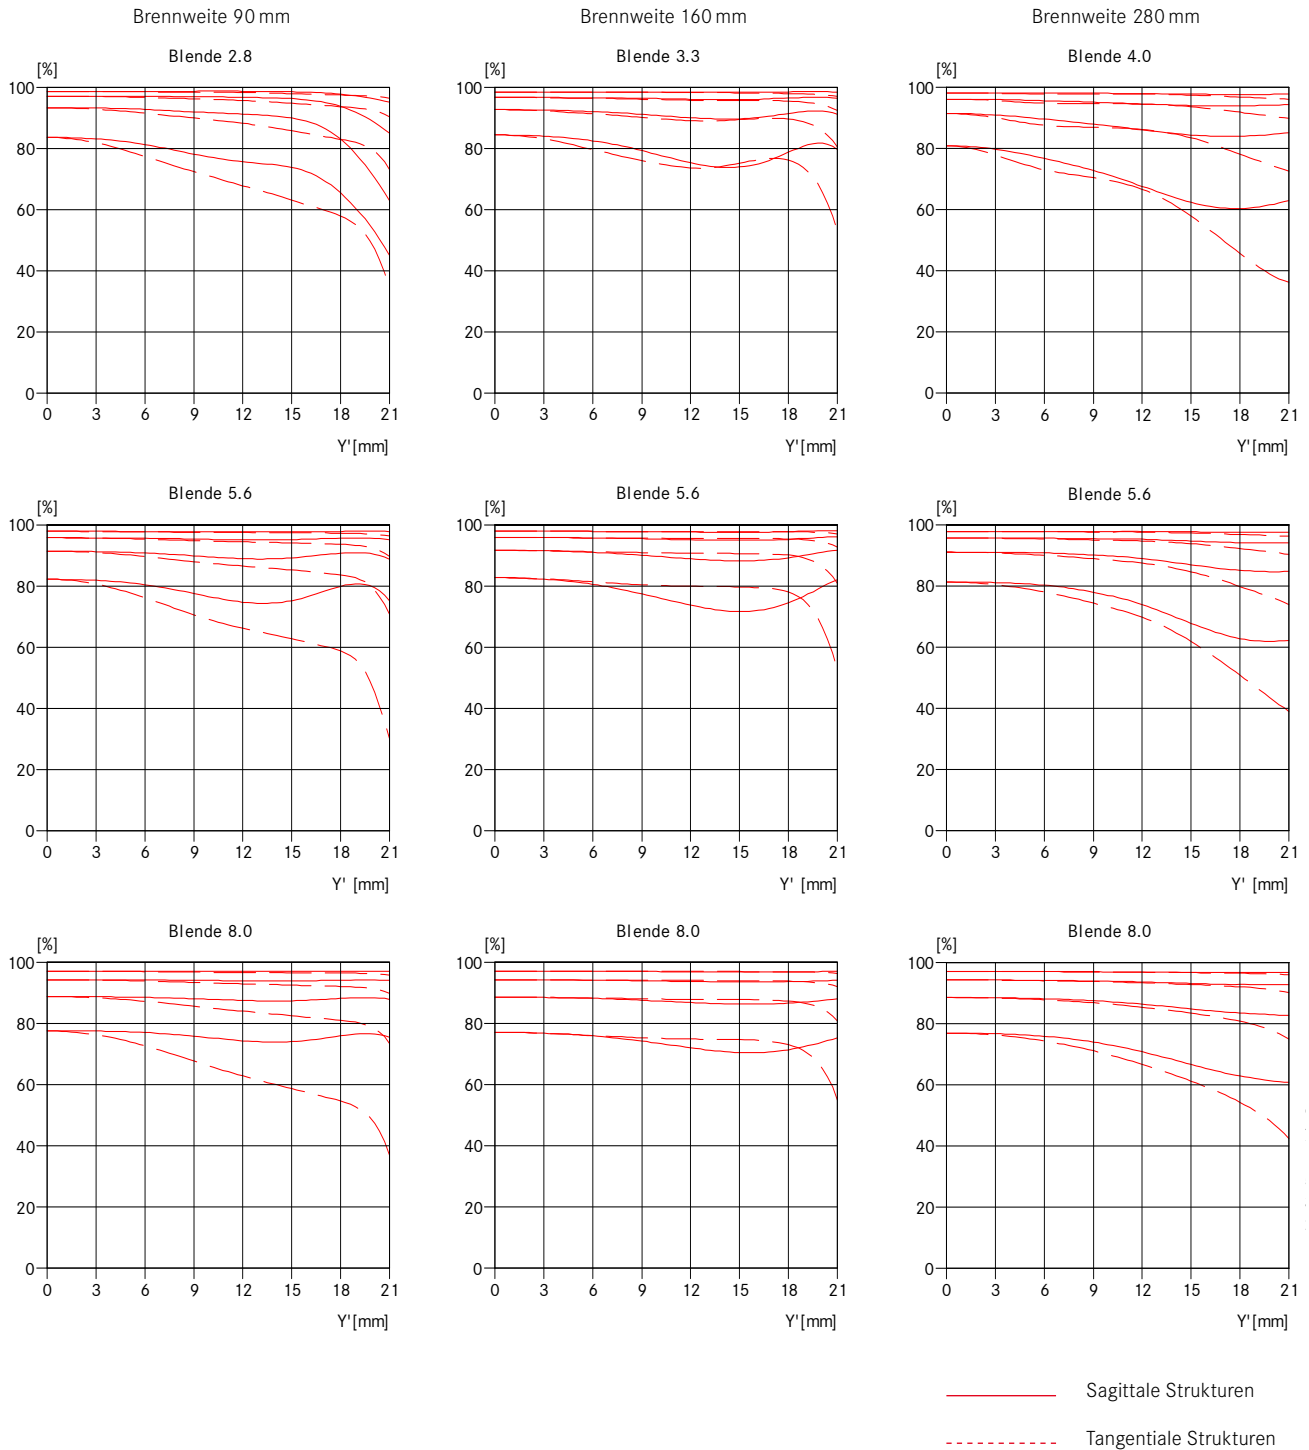 Brennweite 90 mm Brennweite 160 mm Brennweite 280 mm
Blende 2.8 Blende 3.3 Blende 4.0
[%] [%] [%]
100 100 100
80 80 80
60 60 60
40 40 40
20 20 20
0 0 0
0 3 6 9 12 15 18 21 0 3 6 9 12 15 18 21 0 3 6 9 12 15 18 21
Y'[mm] Y'[mm] Y'[mm]
Blende 5.6 Blende 5.6 Blende 5.6
[%] [%] [%]
100 100 100
80 80 80
60 60 60
40 40 40
20 20 20
0 0 0
0 3 6 9 12 15 18 21 0 3 6 9 12 15 18 21 0 3 6 9 12 15 18 21
Y' [mm] Y' [mm] Y' [mm]
Blende 8.0 Blende 8.0 Blende 8.0
[%] [%] [%]
100 100 100
80 80 80
60 60 60
40 40 40
20 20 20
0 0 0
0 3 6 9 12 15 18 21 0 3 6 9 12 15 18 21 0 3 6 9 12 15 18 21
Y'[mm] Y'[mm] Y'[mm]
Sagittale Strukturen
Tangentiale Strukturen